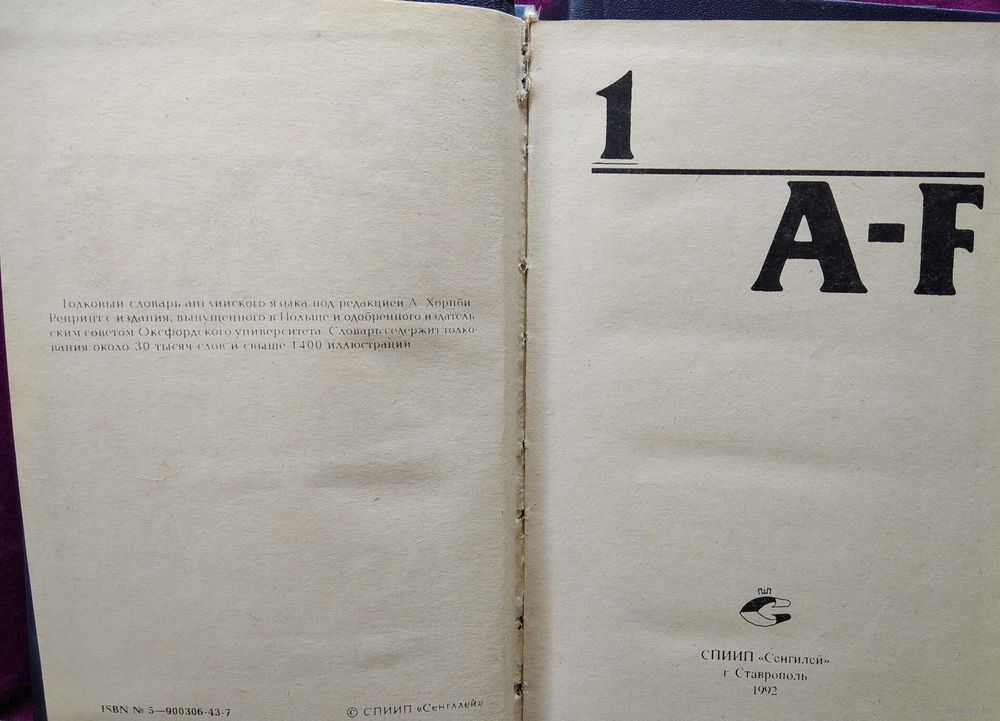 Толковый словарь английского языка под редакцией А. Хорнби
Репринт с издания, выпущенного в Польше и одобренного издатель
ским советом Оксфордского университета. Словарь содержит толко-
вания около 30 тысяч слов и свыше 1400 иллюстраций
ISBN № 5—900306-43-7
© СПИИП «Сенгилей»
1
A-F
СПИИП «Сенгилей»
г Ставрополь
1992